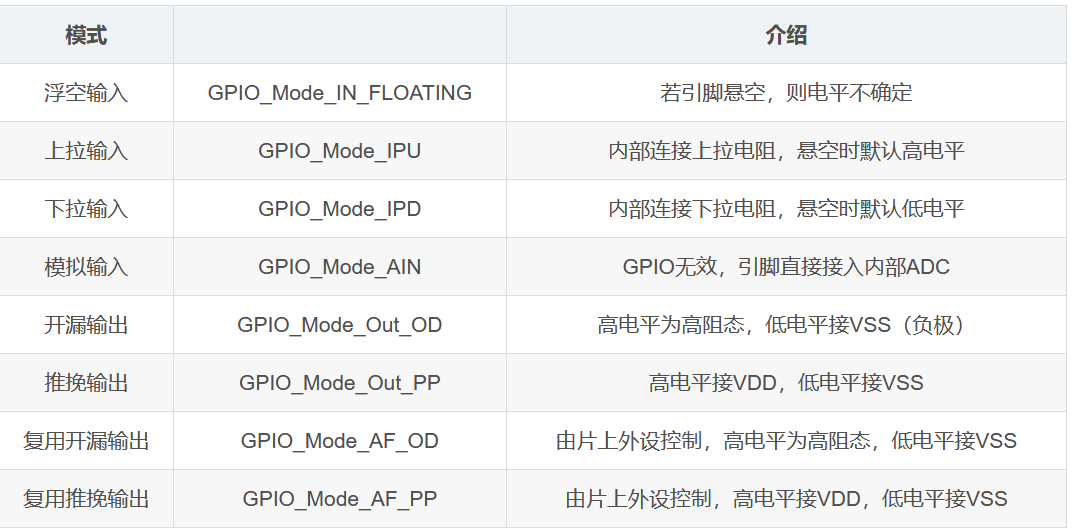 模式 介绍
浮空输入 GPIO_Mode_IN_FLOATING 若引脚悬空，则电平不确定
上拉输入 GPIO_Mode_IPU 内部连接上拉电阻，悬空时默认高电平
下拉输入 GPIO_Mode_IPD 内部连接下拉电阻，悬空时默认低电平
模拟输入 GPIO_Mode_AIN GPIO无效，引脚直接接入内部ADC
开漏输出 GPIO_Mode_Out_OD 高电平为高阻态，低电平接VSS（负极）
推挽输出 GPIO_Mode_Out_PP 高电平接VDD，低电平接VSS
复用开漏输出 GPIO_Mode_AF_OD 由片上外设控制，高电平为高阻态，低电平接VSS
复用推挽输出 GPIO_Mode_AF_PP 由片上外设控制，高电平接VDD，低电平接VSS